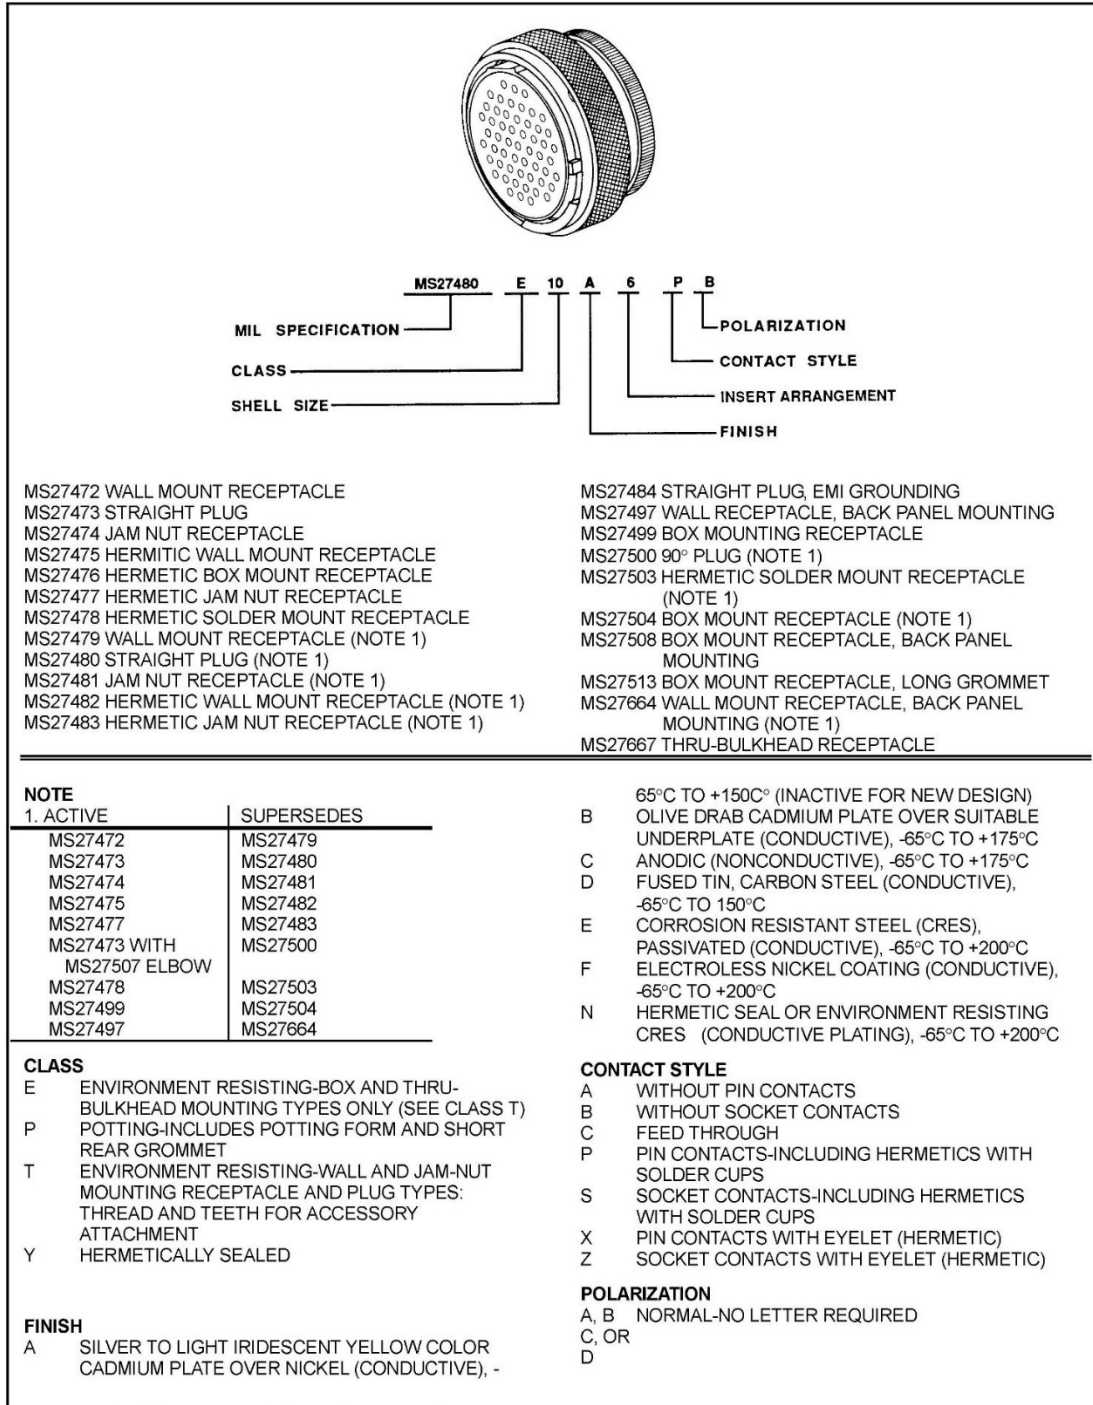 MS27480 E 10 A 6 P B
MIL SPECIFICATION
CLASS
SHELL SIZE
POLARIZATION
CONTACT STYLE
INSERT ARRANGEMENT
FINISH
MS27472 WALL MOUNT RECEPTACLE
MS27473 STRAIGHT PLUG
MS27474 JAM NUT RECEPTACLE
MS27475 HERMITIC WALL MOUNT RECEPTACLE
MS27476 HERMETIC BOX MOUNT RECEPTACLE
MS27477 HERMETIC JAM NUT RECEPTACLE
MS27478 HERMETIC SOLDER MOUNT RECEPTACLE
MS27479 WALL MOUNT RECEPTACLE (NOTE 1)
MS27480 STRAIGHT PLUG (NOTE 1)
MS27481 JAM NUT RECEPTACLE (NOTE 1)
MS27482 HERMETIC WALL MOUNT RECEPTACLE (NOTE 1)
MS27483 HERMETIC JAM NUT RECEPTACLE (NOTE 1)
MS27484 STRAIGHT PLUG, EMI GROUNDING
MS27497 WALL RECEPTACLE, BACK PANEL MOUNTING
MS27499 BOX MOUNTING RECEPTACLE
MS27500 90° PLUG (NOTE 1)
MS27503 HERMETIC SOLDER MOUNT RECEPTACLE
(NOTE 1)
MS27504 BOX MOUNT RECEPTACLE (NOTE 1)
MS27508 BOX MOUNT RECEPTACLE, BACK PANEL
MOUNTING
MS27513 BOX MOUNT RECEPTACLE, LONG GROMMET
MS27664 WALL MOUNT RECEPTACLE, BACK PANEL
MOUNTING (NOTE 1)
MS27667 THRU-BULKHEAD RECEPTACLE
NOTE
1. ACTIVE SUPERSEDES
MS27472 MS27479
MS27473 MS27480
MS27474 MS27481
MS27475 MS27482
MS27477 MS27483
MS27473 WITH MS27500
MS27507 ELBOW
MS27478 MS27503
MS27499 MS27504
MS27497 MS27664
CLASS
E ENVIRONMENT RESISTING-BOX AND THRU-
BULKHEAD MOUNTING TYPES ONLY (SEE CLASS T)
P POTTING-INCLUDES POTTING FORM AND SHORT
REAR GROMMET
T ENVIRONMENT RESISTING-WALL AND JAM-NUT
MOUNTING RECEPTACLE AND PLUG TYPES:
THREAD AND TEETH FOR ACCESSORY
ATTACHMENT
Y HERMETICALLY SEALED
FINISH
A SILVER TO LIGHT IRIDESCENT YELLOW COLOR
CADMIUM PLATE OVER NICKEL (CONDUCTIVE), -
65°C TO +150C° (INACTIVE FOR NEW DESIGN)
B OLIVE DRAB CADMIUM PLATE OVER SUITABLE
UNDERPLATE (CONDUCTIVE), -65°C TO +175°C
C ANODIC (NONCONDUCTIVE), -65°C TO +175°C
D FUSED TIN, CARBON STEEL (CONDUCTIVE),
-65°C TO 150°C
E CORROSION RESISTANT STEEL (CRES),
PASSIVATED (CONDUCTIVE), -65°C TO +200°C
F ELECTROLESS NICKEL COATING (CONDUCTIVE),
-65°C TO +200°C
N HERMETIC SEAL OR ENVIRONMENT RESISTING
CRES (CONDUCTIVE PLATING), -65°C TO +200°C
CONTACT STYLE
A WITHOUT PIN CONTACTS
B WITHOUT SOCKET CONTACTS
C FEED THROUGH
P PIN CONTACTS-INCLUDING HERMETICS WITH
SOLDER CUPS
S SOCKET CONTACTS-INCLUDING HERMETICS
WITH SOLDER CUPS
X PIN CONTACTS WITH EYELET (HERMETIC)
Z SOCKET CONTACTS WITH EYELET (HERMETIC)
POLARIZATION
A, B NORMAL-NO LETTER REQUIRED
C, OR
D